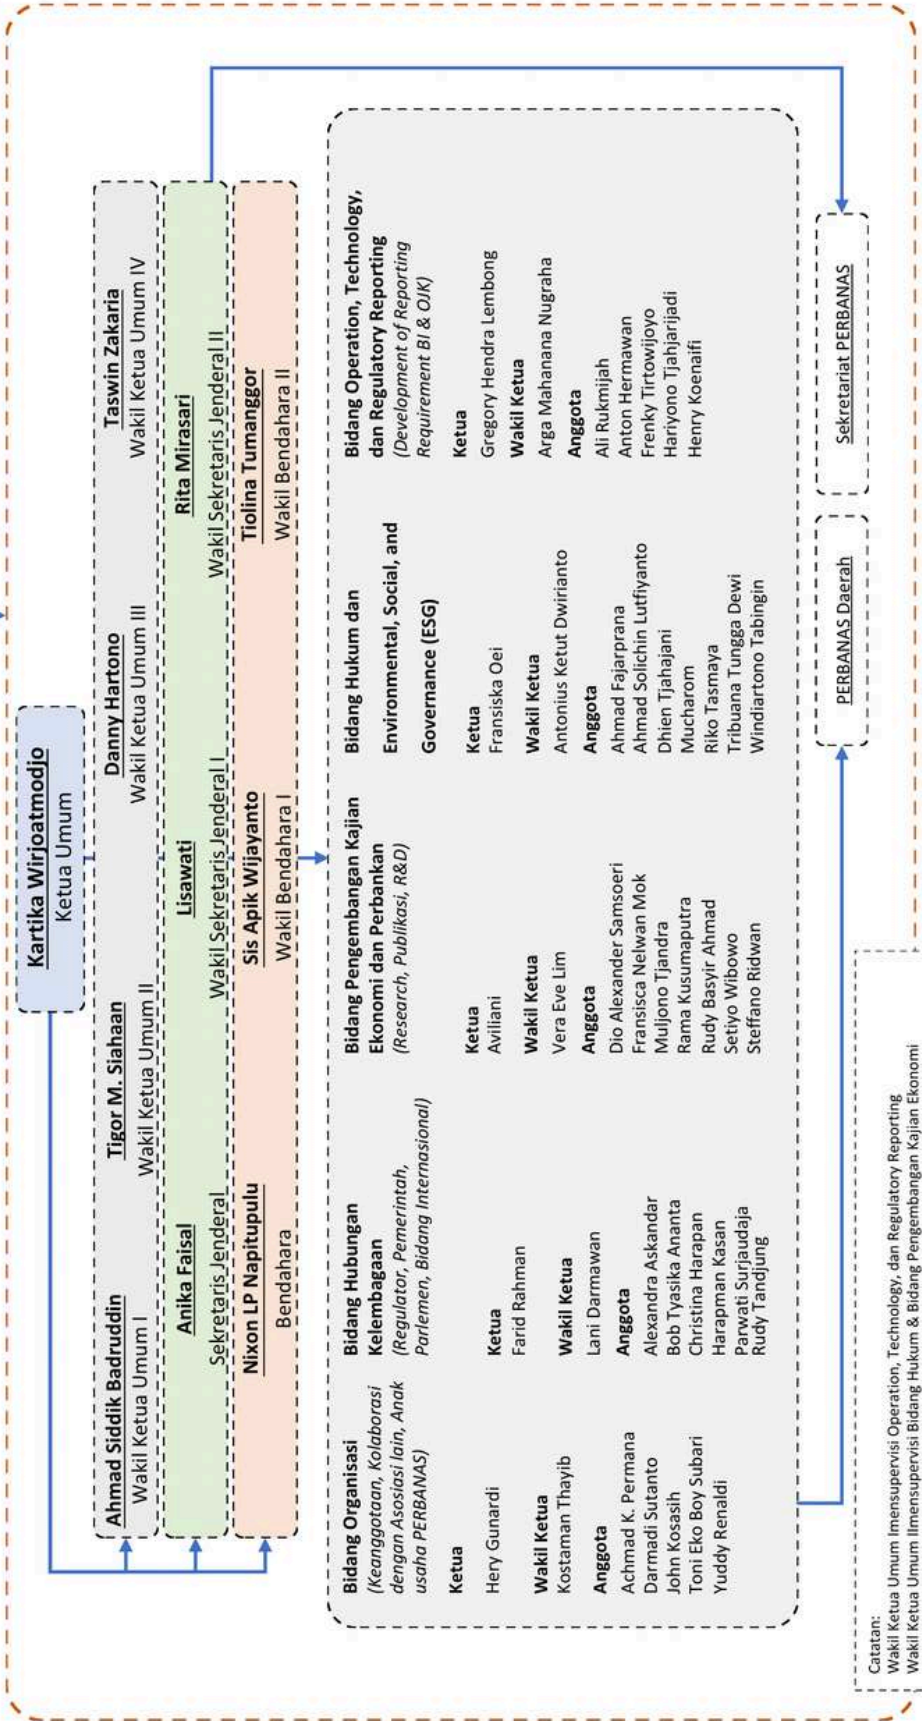 Kartika Wirjoatmodjo
Ketua Umum
Ahmad Siddik Badruddin
Wakil Ketua Umum I
Tigor M. Siahaan
Wakil Ketua Umum II
Danny Hartono
Wakil Ketua Umum III
Taswin Zakaria
Wakil Ketua Umum IV
Anika Faisal
Sekretaris Jenderal
Lisawati
Wakil Sekretaris Jenderal I
Rita Mirasari
Wakil Sekretaris Jenderal II
Nixon LP Napitupulu
Bendahara
Sis Apik Wijayanto
Wakil Bendahara I
Tiolina Tumanggor
Wakil Bendahara II
Bidang Organisasi
(Keanggotaan, Kolaborasi
dengan Asosiasi lain, Anak
usaha PERBANAS)
Ketua
Hery Gunardi
Wakil Ketua
Kostaman Thayib
Anggota
Achmad K. Permana
Darmadi Sutanto
John Kosasih
Toni Eko Boy Subari
Yuddy Renaldi
Bidang Hubungan
Kelembagaan
(Regulator, Pemerintah,
Parlemen, Bidang Internasional)
Ketua
Farid Rahman
Wakil Ketua
Lani Darmawan
Anggota
Alexandra Askandar
Bob Tyasika Ananta
Christina Harapan
Harapman Kasan
Parwati Surjaudaja
Rudy Tandjung
Bidang Pengembangan Kajian
Ekonomi dan Perbankan
(Research, Publikasi, R&D)
Ketua
Aviliani
Wakil Ketua
Vera Eve Lim
Anggota
Dio Alexander Samsoeri
Fransisca Nelwan Mok
Muljono Tjandra
Rama Kusumaputra
Rudy Basyir Ahmad
Setiyo Wibowo
Steffano Ridwan
Bidang Hukum dan
Environmental, Social, and
Governance (ESG)
Ketua
Fransiska Oei
Wakil Ketua
Antonius Ketut Dwirianto
Anggota
Ahmad Fajarprana
Ahmad Solichin Lutfiyanto
Dhien Tjahajani
Mucharom
Riko Tasmaya
Tribuana Tungga Dewi
Windiartono Tabingin
Bidang Operation, Technology,
dan Regulatory Reporting
(Development of Reporting
Requirement BI & OJK)
Ketua
Gregory Hendra Lembong
Wakil Ketua
Arga Mahanana Nugraha
Anggota
Ali Rukmijah
Anton Hermawan
Frenky Tirtowijoyo
Hariyono Tjahjarijadi
Henry Koenaifi
PERBANAS Daerah
Sekretariat PERBANAS
Catatan:
Wakil Ketua Umum Imensupervisi Operation, Technology, dan Regulatory Reporting
Wakil Ketua Umum IImensupervisi Bidang Hukum & Bidang Pengembangan Kajian Ekonomi